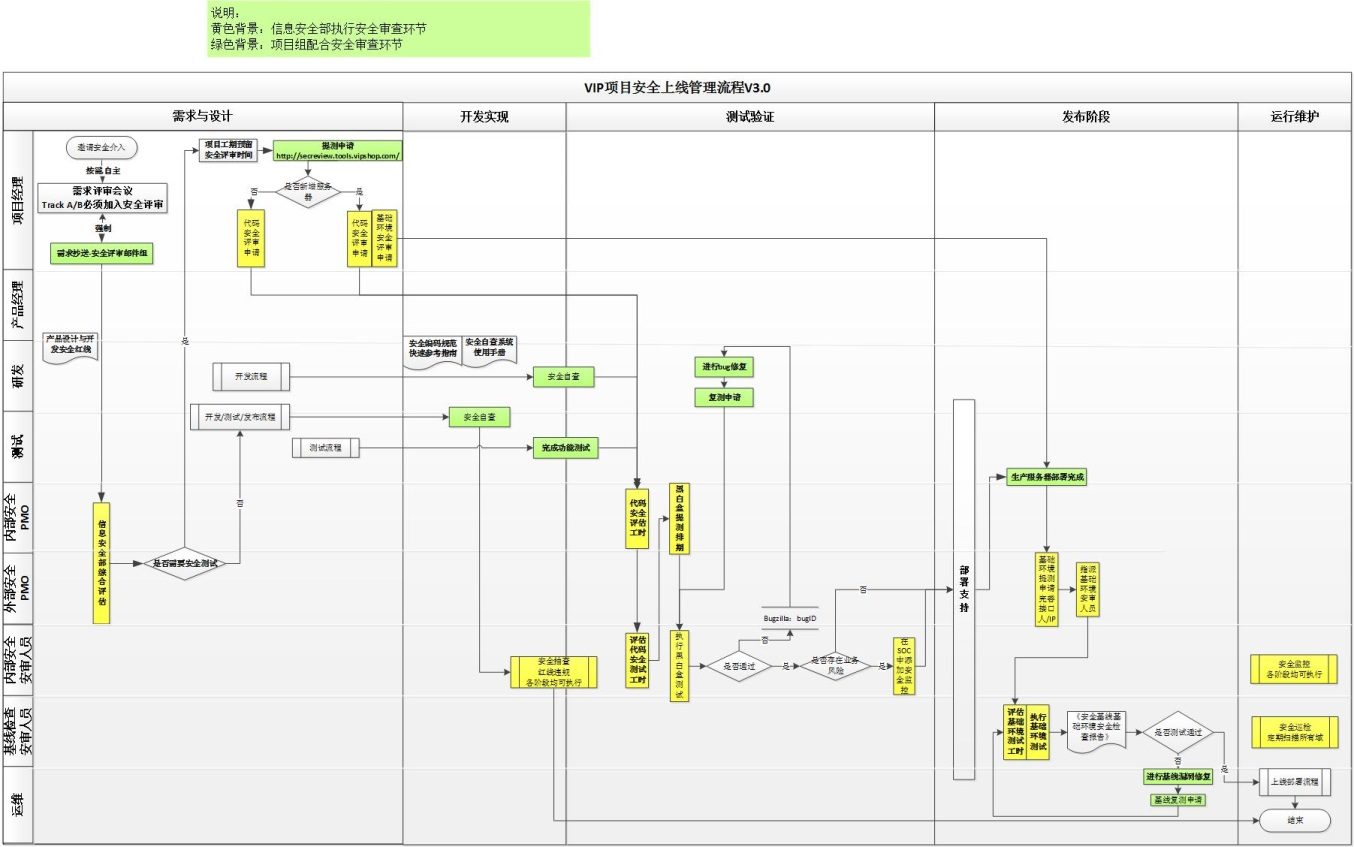 说明：
黄色背景：信息安全部执行安全审查环节
绿色背景：项目组配合安全审查环节
VIP项目安全上线管理流程V3.0
需求与设计
开发实现
测试验证
发布阶段
运行维护
项目经理
邀请安全介入
按需,自主
需求评审会议
Track A/B必须加入安全评审
强制
需求抄送-安全评审邮件组
项目工期预留
安全评审时间
提测申请
http://secreview.tools.vipshop.com/
是否新增服务
器
否
是
代码
安全
评审
申请
代码
安全
评审
申请
基础
环境
安全
评审
申请
产品经理
研发
产品设计与开
发安全红线
是
安全编码规范
快速参考指南
安全自查系统
使用手册
开发流程
安全自查
进行bug修复
复测申请
测试
开发/测试/发布流程
安全自查
测试流程
完成功能测试
生产服务器部署完成
内部安全
PMO
信息安全部综合评估
否
代码
安全
评估
工时
黑白盒提测排期
外部安全
PMO
是否需要安全测试
部署支持
否
基础
环境
提测
申请
完善
接口
人/IP
指派
基础
环境
安审
人员
Bugzilla：bugID
内部安全
安审人员
安全抽查
红线违规
各阶段均可执行
评估
代码
安全
测试
工时
执行黑白盒测试
是否通过
否
是
是否存在业务
风险
是
在
SOC
中添
加安
全监
控
安全监控
各阶段均可执行
基线检查
安审人员
评估
基础
环境
测试
工时
执行
基础
环境
测试
《安全基线基
础环境安全检
查报告》
是否测试通过
否
是
安全巡检
定期扫描所有域
运维
进行基线漏洞修复
基线复测申请
上线部署流程
结束